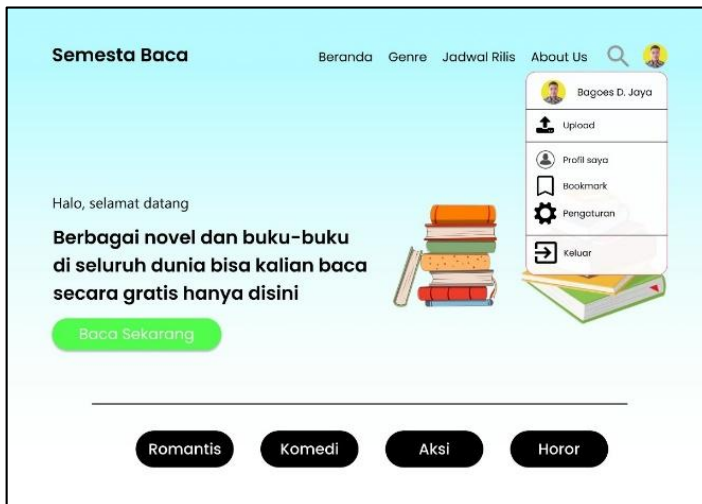 Semesta Baca
Beranda Genre Jadwal Rilis About Us
Bagoes D. Jaya
Upload
Profil saya
Bookmark
Pengaturan
Keluar
Halo, selamat datang
Berbagai novel dan buku-buku
di seluruh dunia bisa kalian baca
secara gratis hanya disini
Baca Sekarang
Romantis Komedi Aksi Horor